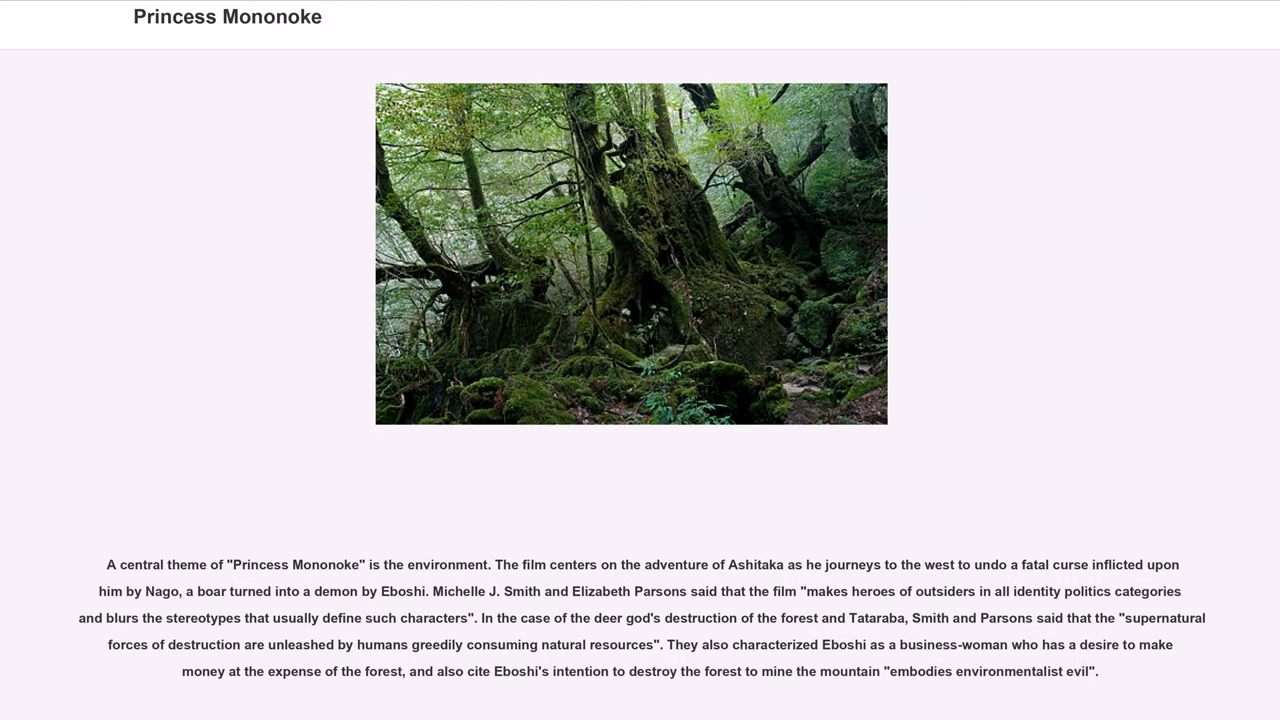 Princess Mononoke
A central theme of "Princess Mononoke" is the environment. The film centers on the adventure of Ashitaka as he journeys to the west to undo a fatal curse inflicted upon
him by Nago, a boar turned into a demon by Eboshi. Michelle J. Smith and Elizabeth Parsons said that the film "makes heroes of outsiders in all identity politics categories
and blurs the stereotypes that usually define such characters". In the case of the deer god's destruction of the forest and Tataraba, Smith and Parsons said that the "supernatural
forces of destruction are unleashed by humans greedily consuming natural resources". They also characterized Eboshi as a business-woman who has a desire to make
money at the expense of the forest, and also cite Eboshi's intention to destroy the forest to mine the mountain "embodies environmentalist evil".